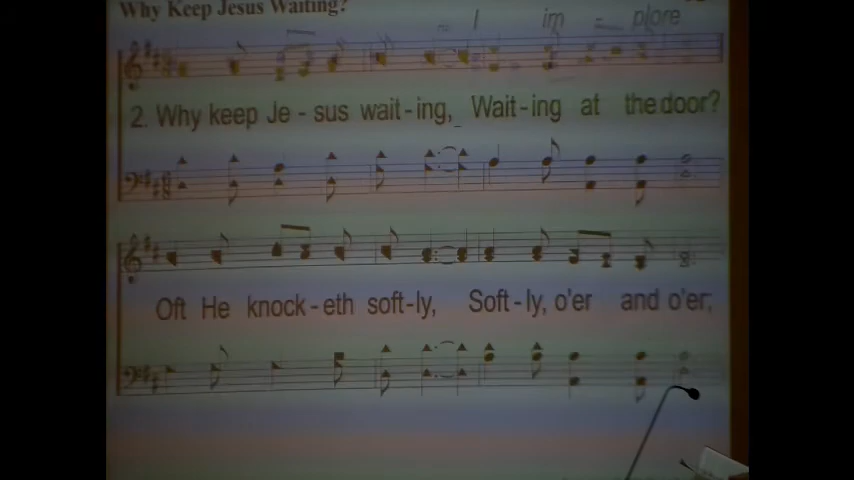 Why Keep Jesus Waiting?
I im - plore
2. Why keep Je - sus wait - ing, Wait - ing at the door?
Oft He knock - eth soft - ly, Soft - ly, o'er and o'er;